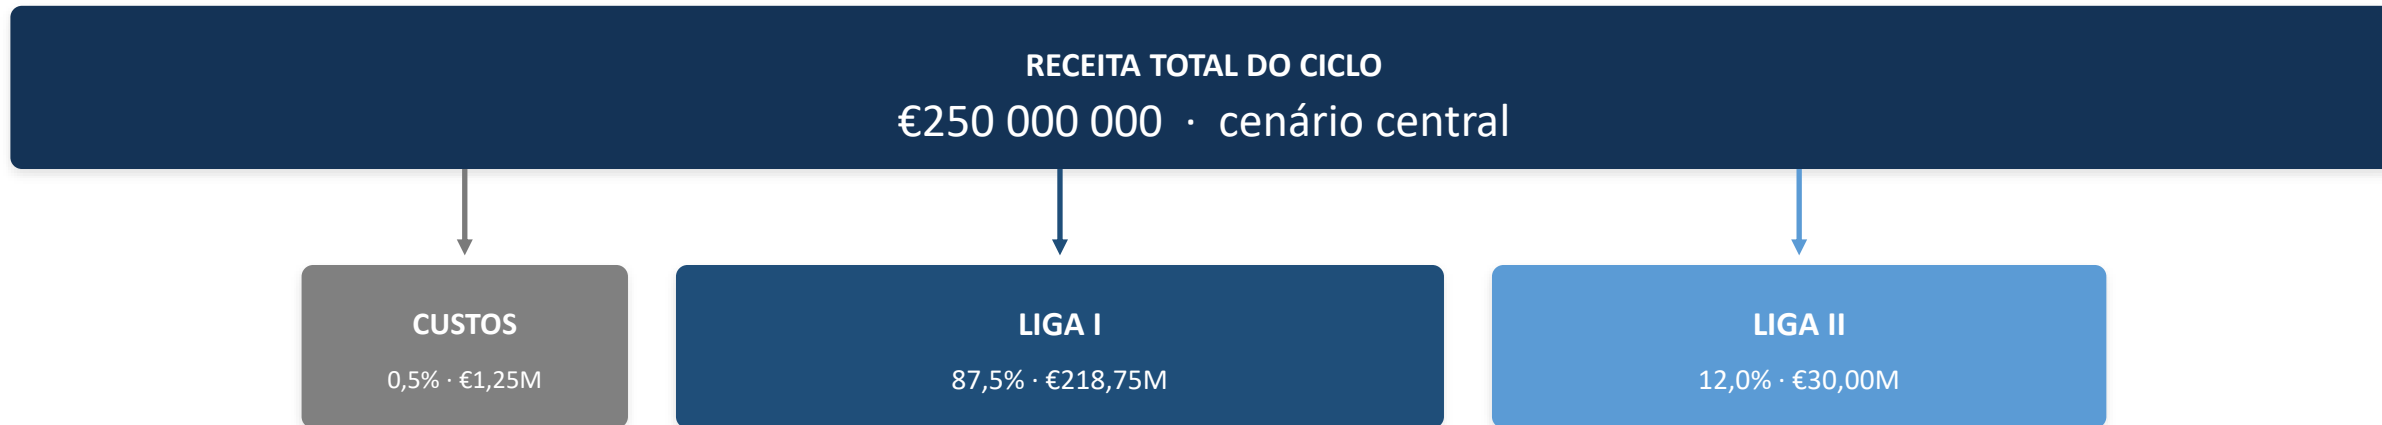 RECEITA TOTAL DO CICLO
€250 000 000 · cenário central
CUSTOS
0,5% · €1,25M
LIGA I
87,5% · €218,75M
LIGA II
12,0% · €30,00M